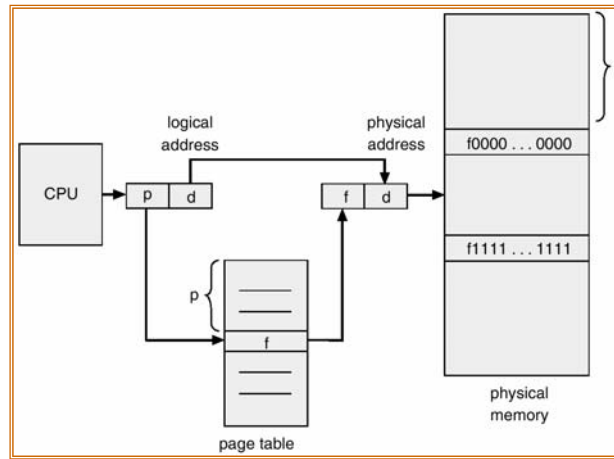 logical
address
physical
address
CPU
p
d
f
d
f0000 . . . 0000
f1111 . . . 1111
p
f
physical
memory
page table